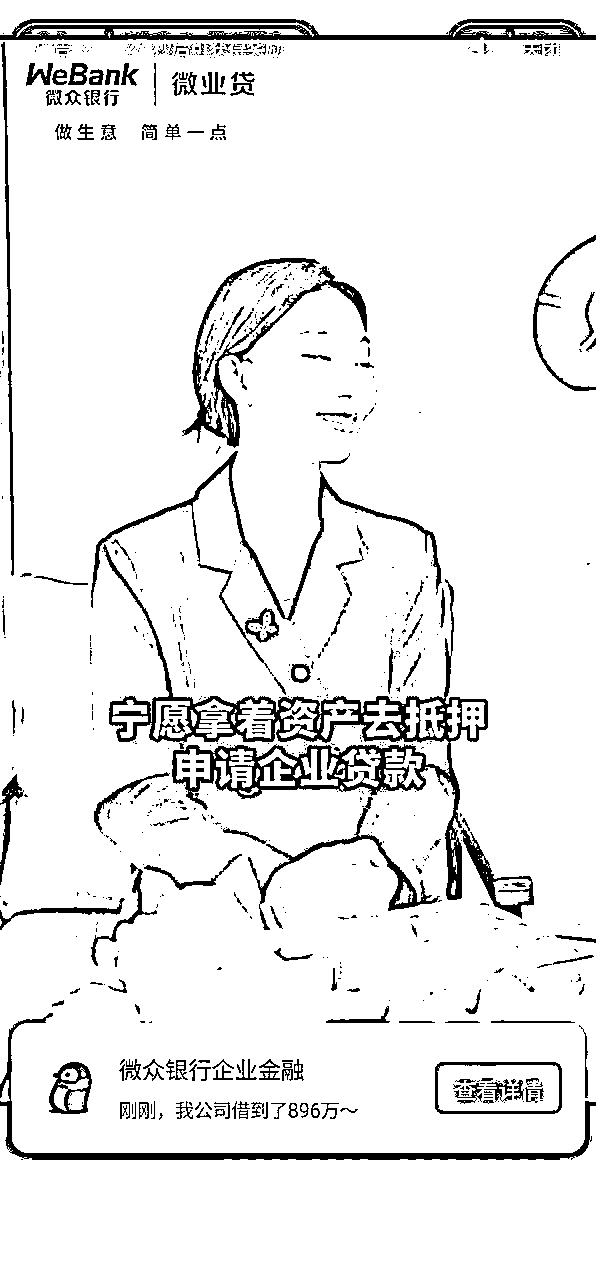 WeBank
微众银行
微业贷
做生意 简单一点
宁愿拿着资产去抵押
申请企业贷款
微众银行企业金融
刚刚，我公司借到了896万～
查看详情